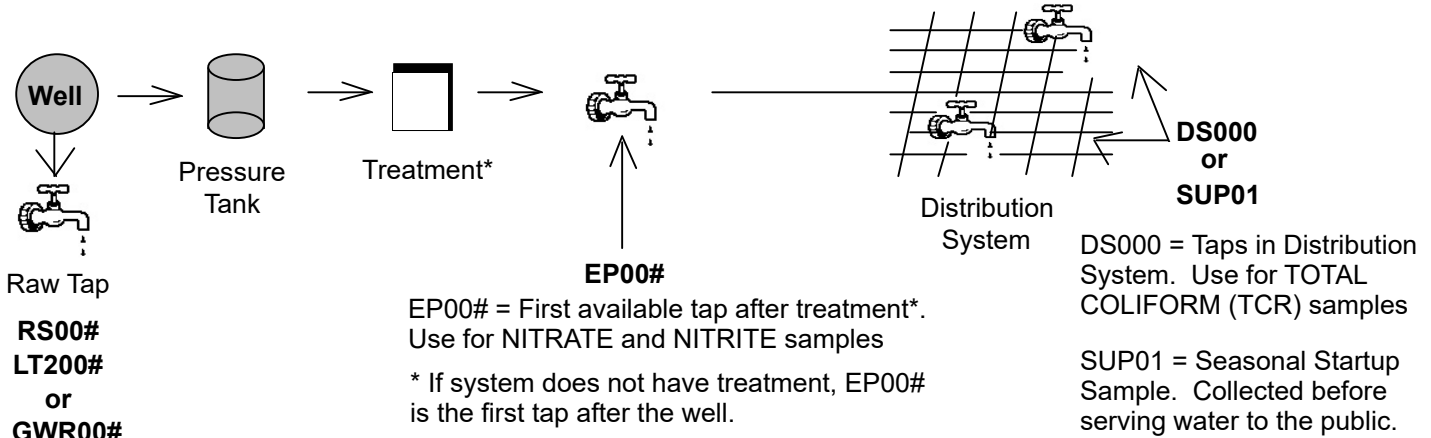 Well
Pressure
Tank
Treatment*
Raw Tap
RS00#
LT200#
or
GWR00#
EP00#
EP00# = First available tap after treatment*.
Use for NITRATE and NITRITE samples
* If system does not have treatment, EP00#
is the first tap after the well.
Distribution
System
DS000
or
SUP01
DS000 = Taps in Distribution
System. Use for TOTAL
COLIFORM (TCR) samples
SUP01 = Seasonal Startup
Sample. Collected before
serving water to the public.